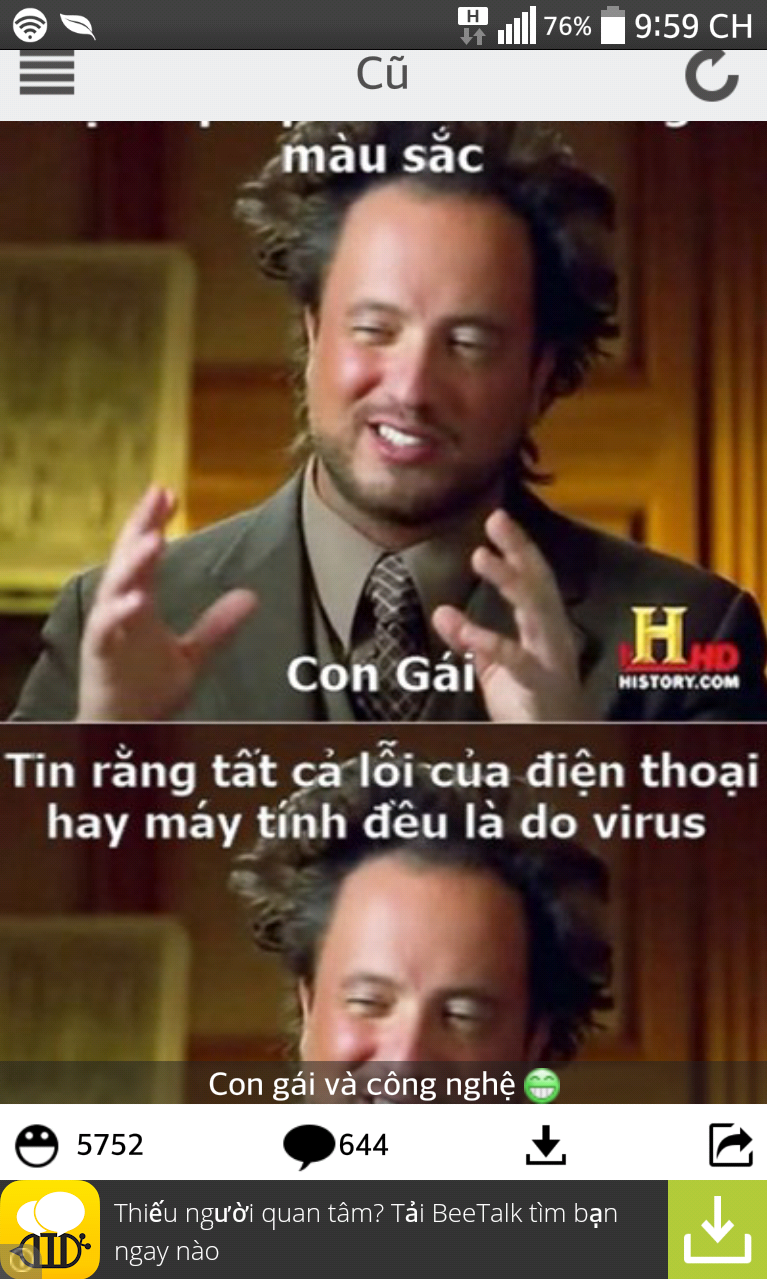 76% 9:59 CH
Cũ
màu sắc
Con Gái
H HD
HISTORY.COM
Tin rằng tất cả lỗi của điện thoại
hay máy tính đều là do virus
Con gái và công nghệ
5752 644
Thiếu người quan tâm? Tải BeeTalk tìm bạn
ngay nào